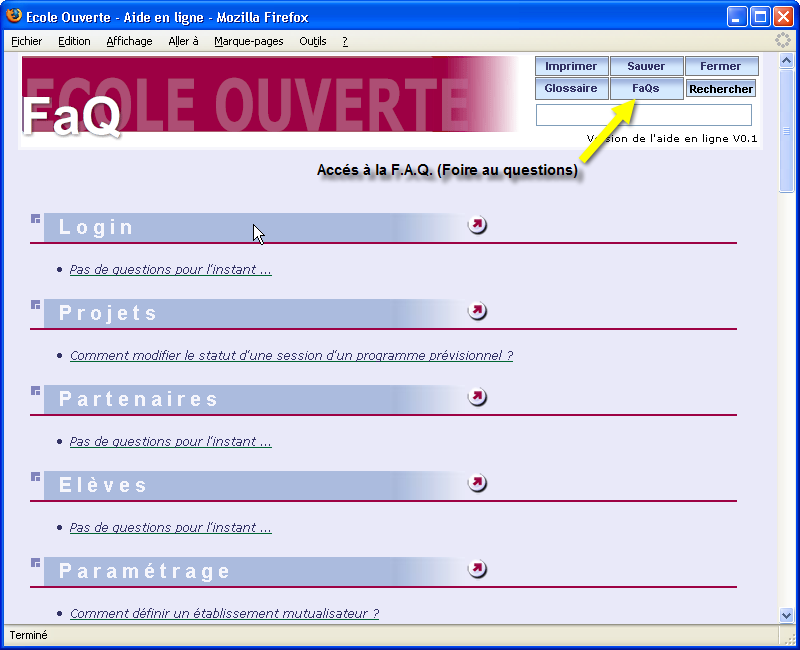 Ecole Ouverte - Aide en ligne - Mozilla Firefox
Fichier Edition Affichage Aller à Marque-pages Outils ?
ECOLE OUVERTE
FaQ
Imprimer Sauver Fermer
Glossaire FaQs Rechercher
Version de l'aide en ligne V0.1
Accés à la F.A.Q. (Foire au questions)
Login
• Pas de questions pour l'instant ...
Projets
• Comment modifier le statut d'une session d'un programme prévisionnel ?
Partenaires
• Pas de questions pour l'instant ...
Elèves
• Pas de questions pour l'instant ...
Paramétrage
• Comment définir un établissement mutualisateur ?
Terminé